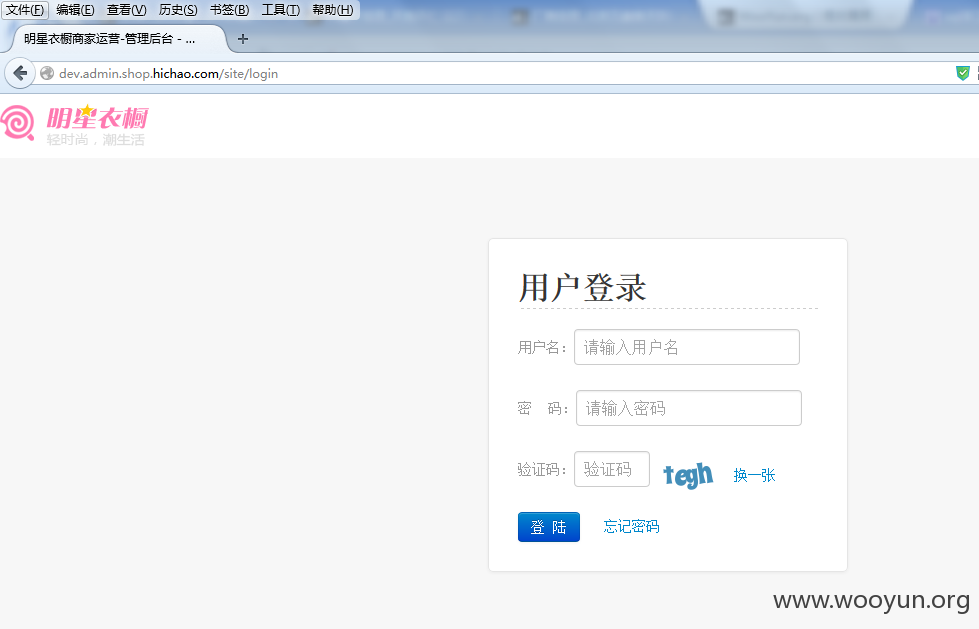 文件(F) 编辑(E) 查看(V) 历史(S) 书签(B) 工具(T) 帮助(H)
明星衣橱商家运营-管理后台 - ...
dev.admin.shop.hichao.com/site/login
明星衣橱
轻时尚，潮生活
用户登录
用户名： 请输入用户名
密 码： 请输入密码
验证码： 验证码 tegh 换一张
登 陆 忘记密码
www.wooyun.org